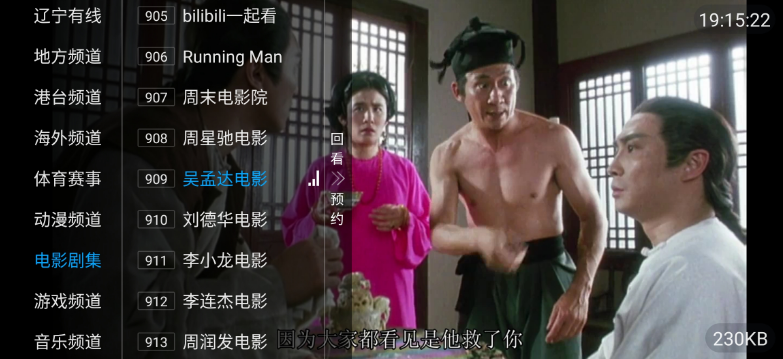 辽宁有线
地方频道
港台频道
海外频道
体育赛事
动漫频道
电影剧集
游戏频道
音乐频道
905 bilibili一起看
906 Running Man
907 周末电影院
908 周星驰电影
909 吴孟达电影
910 刘德华电影
911 李小龙电影
912 李连杰电影
913 周润发电影
回看
预约
19:15:22
因为大家都看见是他救了你
230KB